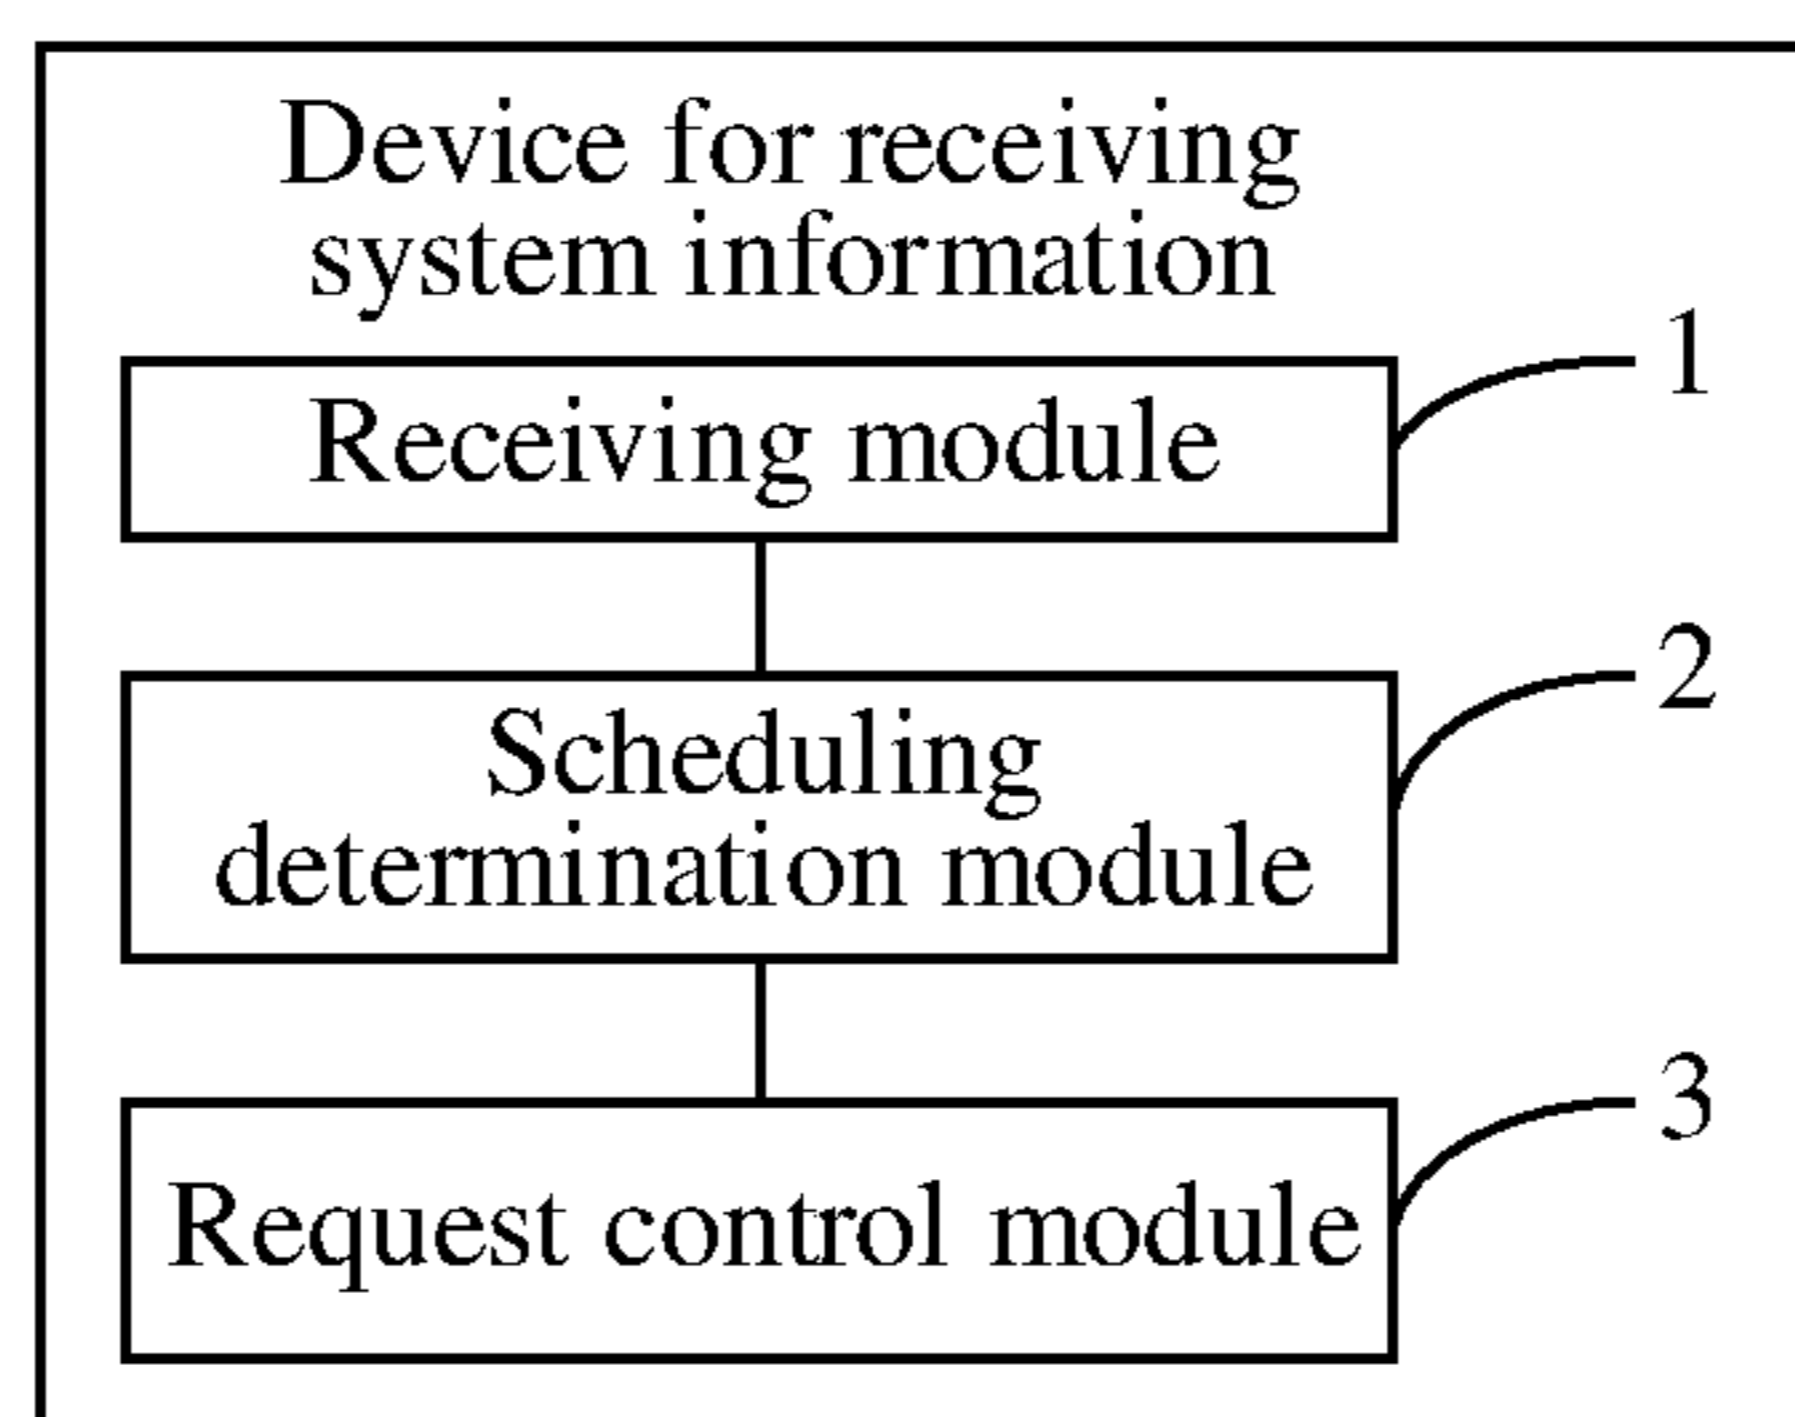 Device for receiving
system information
1
Receiving module
2
Scheduling
determination module
3
Request control module